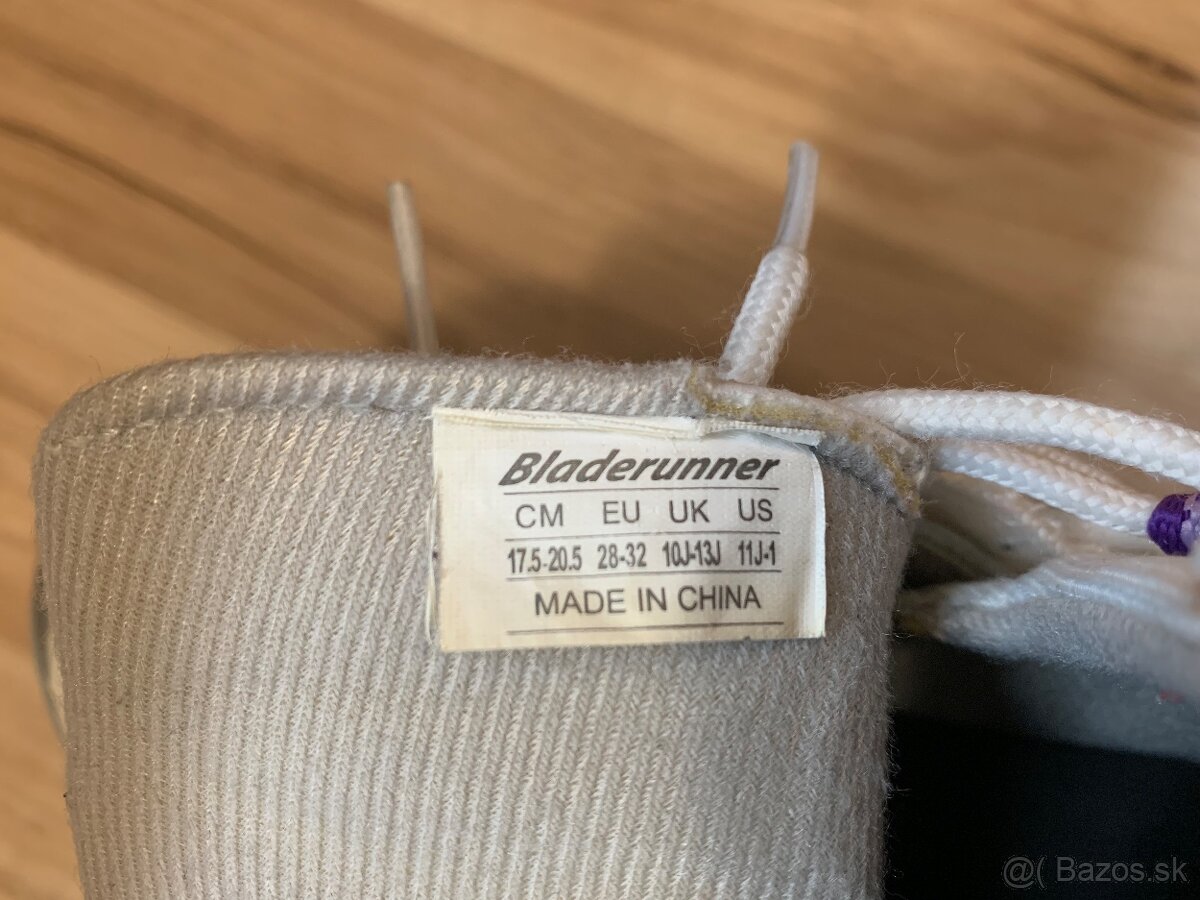 Bladerunner
CM EU UK US
17.5-20.5 28-32 10J-13J 11J-1
MADE IN CHINA
@( Bazos.sk